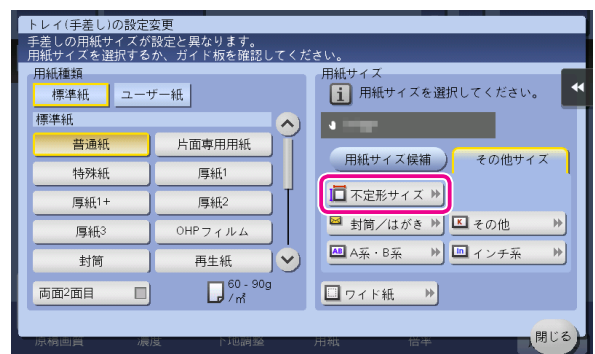 トレイ(手差し)の設定変更
手差しの用紙サイズが設定と異なります。
用紙サイズを選択するか、ガイド板を確認してください。
用紙種類
標準紙 ユーザー紙
標準紙
普通紙 片面専用用紙
特殊紙 厚紙1
厚紙1+ 厚紙2
厚紙3 OHPフィルム
封筒 再生紙
両面2面目 60 - 90g
/㎡
用紙サイズ
i 用紙サイズを選択してください。
用紙サイズ候補 その他サイズ
不定形サイズ
封筒/はがき K その他
AB A系・B系 in インチ系
ワイド紙
閉じる
原稿画質 濃度 下地調整 用紙 倍率